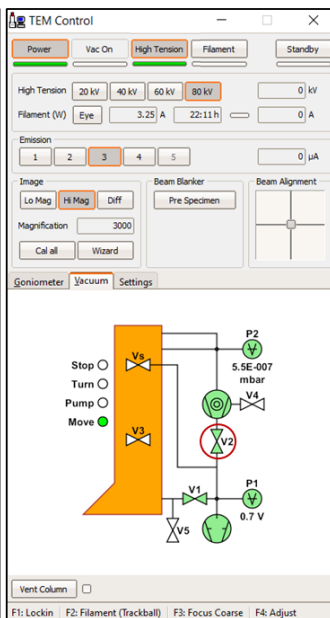 TEM Control
Power Vac On High Tension Filament Standby
High Tension 20 kV 40 kV 60 kV 80 kV 0 kV
Filament (W) Eye 3.25 A 22:11 h 0 A
Emission
1 2 3 4 5 0 µA
Image Beam Blanker Beam Alignment
Lo Mag Hi Mag Diff Pre Specimen
Magnification 3000
Cal all Wizard
Goniometer Vacuum Settings
P2
Stop Vs 5.5E-007
Turn mbar
Pump V4
Move V3 V2
V1 P1
0.7 V
V5
Vent Column
F1: Lockin F2: Filament (Trackball) F3: Focus Coarse F4: Adjust